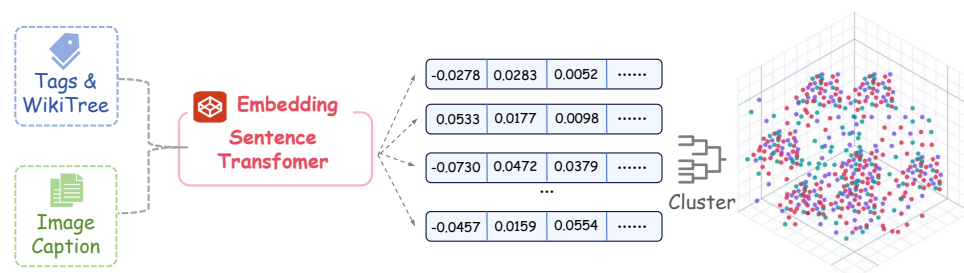 Tags &
WikiTree
Image
Caption
Embedding
Sentence
Transfomer
-0.0278 0.0283 0.0052 ······
0.0533 0.0177 0.0098 ······
-0.0730 0.0472 0.0379 ······
...
-0.0457 0.0159 0.0554 ······
Cluster